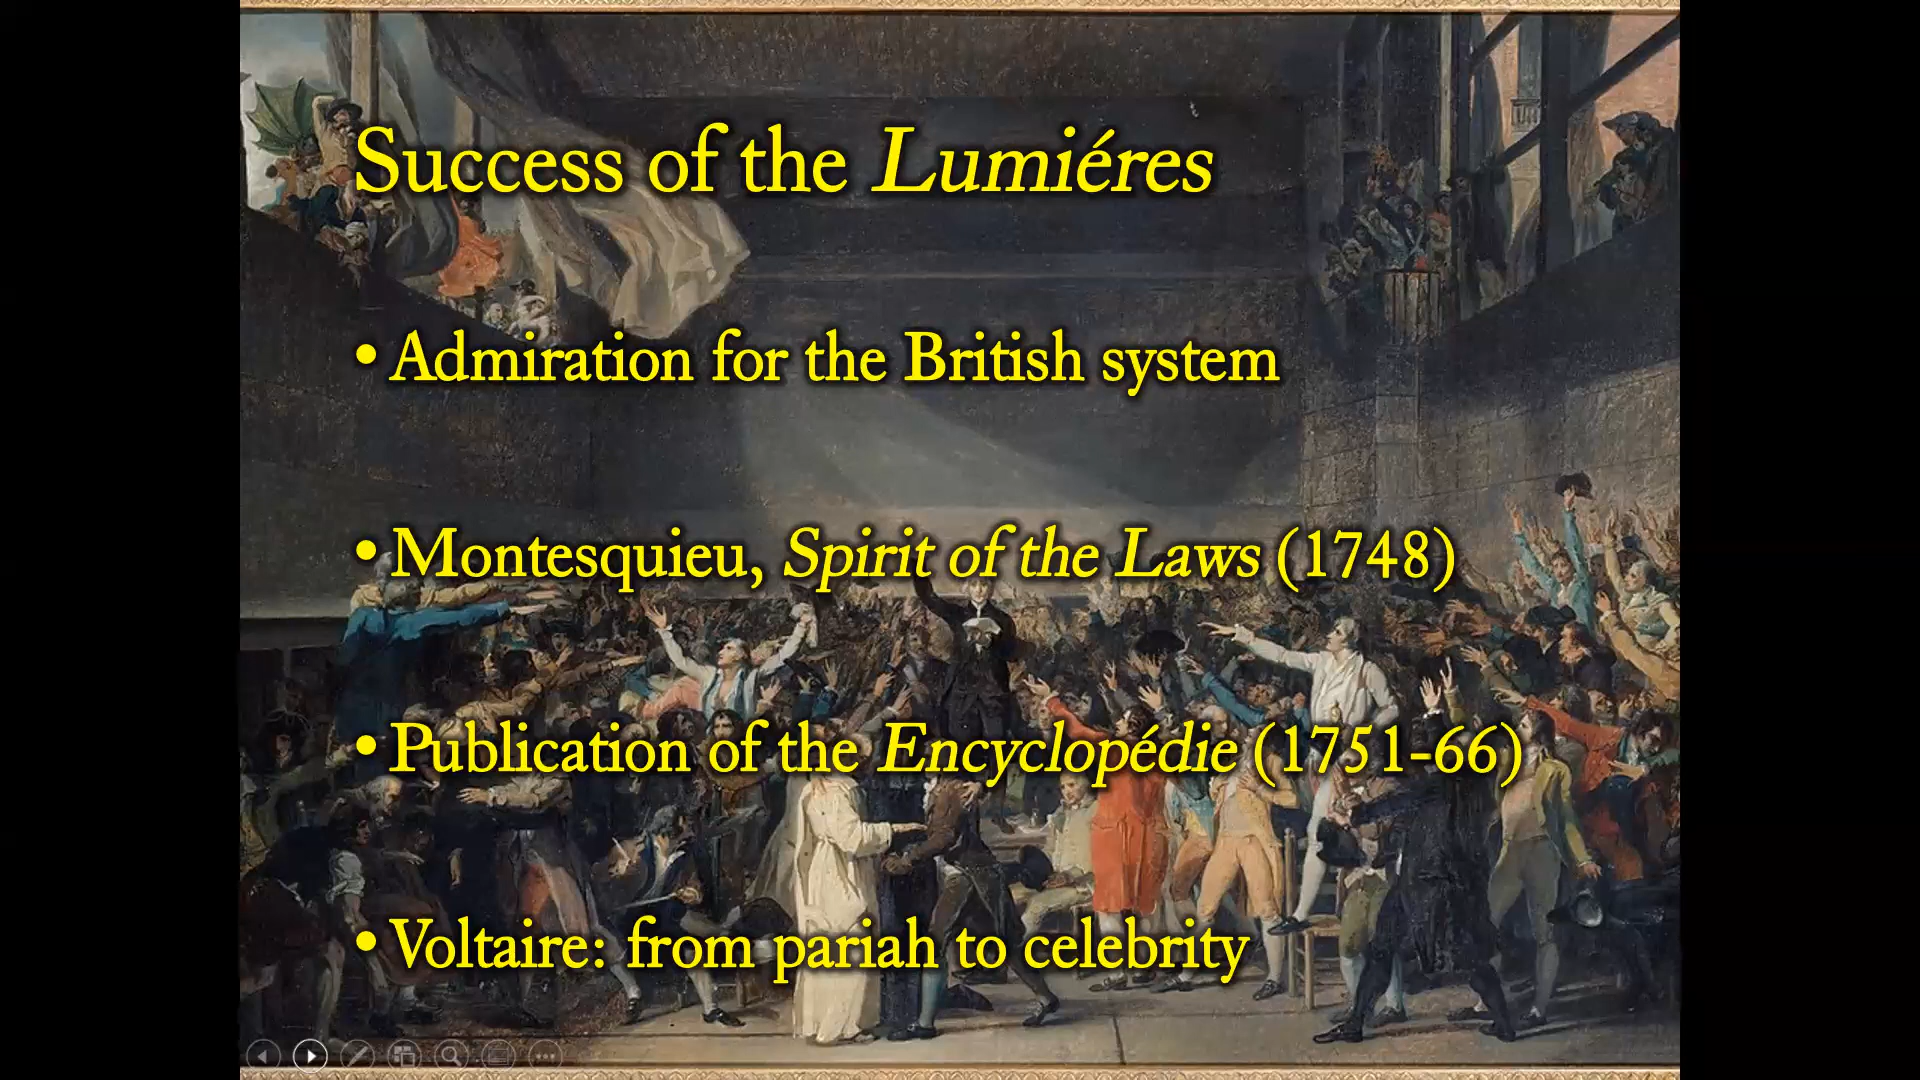 Success of the Lumiéres
• Admiration for the British system
• Montesquieu, Spirit of the Laws (1748)
• Publication of the Encyclopédie (1751-66)
• Voltaire: from pariah to celebrity